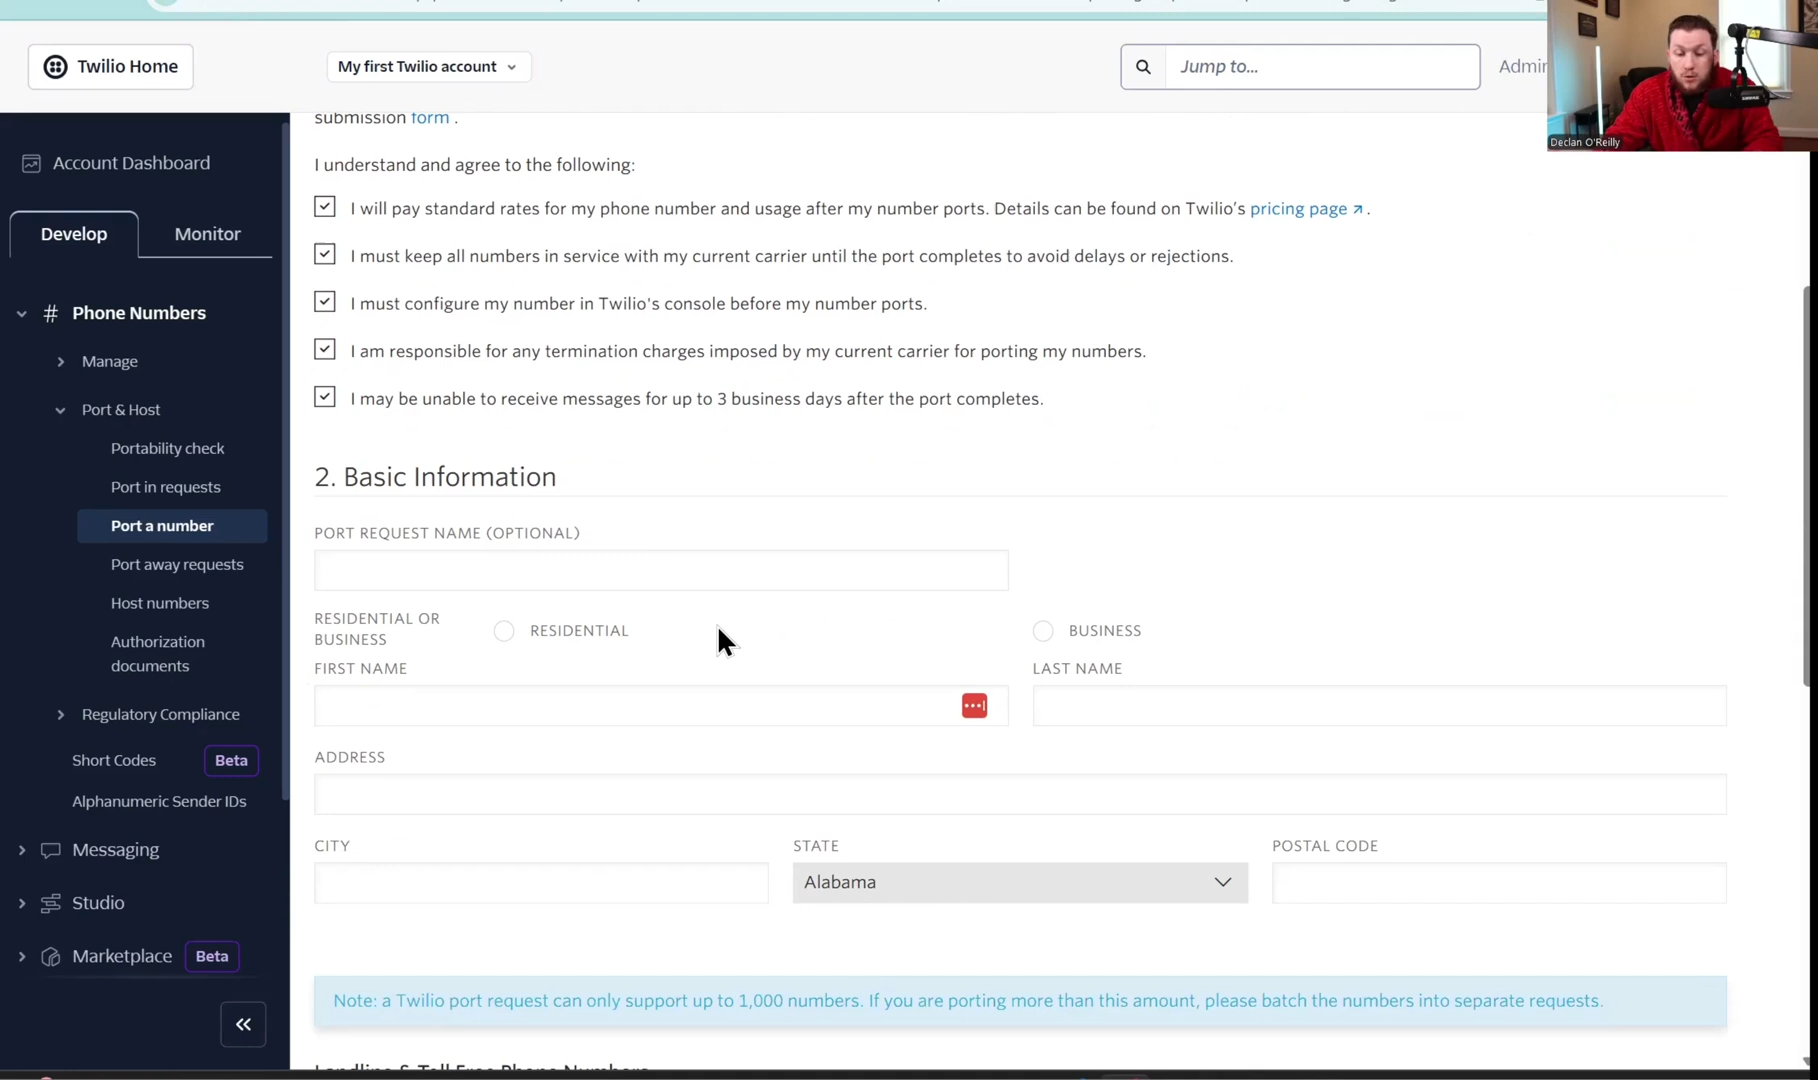 Twilio Home
My first Twilio account
Jump to...
Admin
Declan O'Reilly
Account Dashboard
Develop
Monitor
Phone Numbers
Manage
Port & Host
Portability check
Port in requests
Port a number
Port away requests
Host numbers
Authorization
documents
Regulatory Compliance
Short Codes
Beta
Alphanumeric Sender IDs
Messaging
Studio
Marketplace
Beta
submission form .
I understand and agree to the following:
I will pay standard rates for my phone number and usage after my number ports. Details can be found on Twilio’s pricing page .
I must keep all numbers in service with my current carrier until the port completes to avoid delays or rejections.
I must configure my number in Twilio's console before my number ports.
I am responsible for any termination charges imposed by my current carrier for porting my numbers.
I may be unable to receive messages for up to 3 business days after the port completes.
2. Basic Information
PORT REQUEST NAME (OPTIONAL)
RESIDENTIAL OR
BUSINESS
RESIDENTIAL
BUSINESS
FIRST NAME
LAST NAME
ADDRESS
CITY
STATE
POSTAL CODE
Alabama
Note: a Twilio port request can only support up to 1,000 numbers. If you are porting more than this amount, please batch the numbers into separate requests.
Landline & Toll Free Phone Numbers